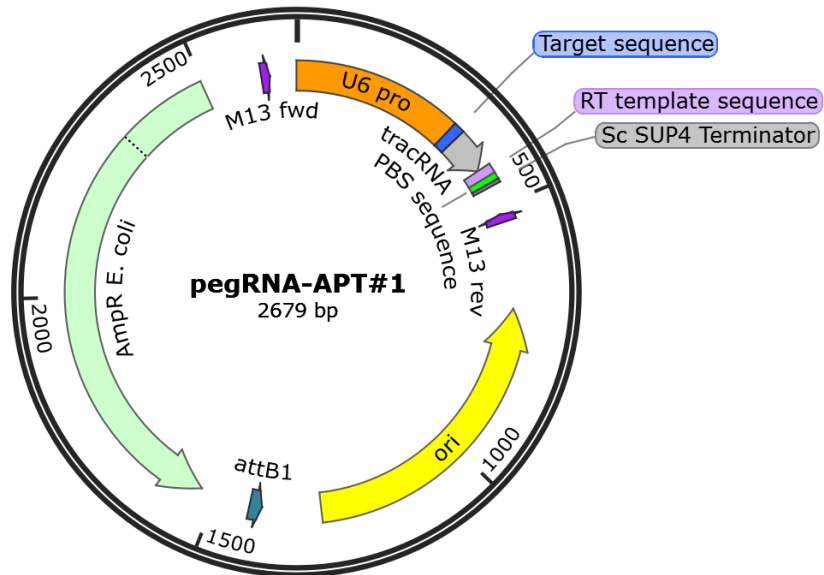 2500
M13 fwd
U6 pro
Target sequence
RT template sequence
Sc SUP4 Terminator
tracRNA
PBS sequence
500
M13 rev
pegRNA-APT#1
2679 bp
AmpR E. coli
2000
ori
1000
attB1
1500